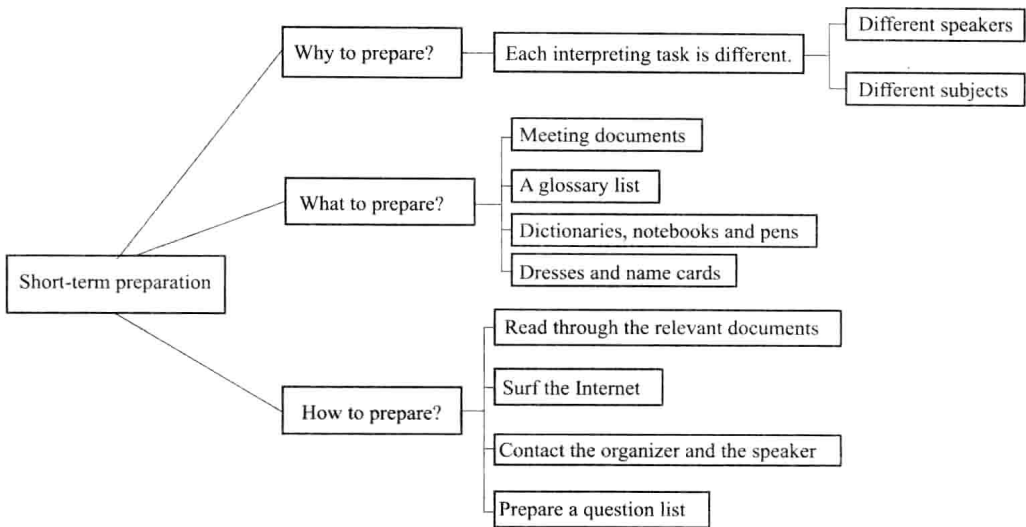 Short-term preparation
Why to prepare?
Each interpreting task is different.
Different speakers
Different subjects
What to prepare?
Meeting documents
A glossary list
Dictionaries, notebooks and pens
Dresses and name cards
How to prepare?
Read through the relevant documents
Surf the Internet
Contact the organizer and the speaker
Prepare a question list